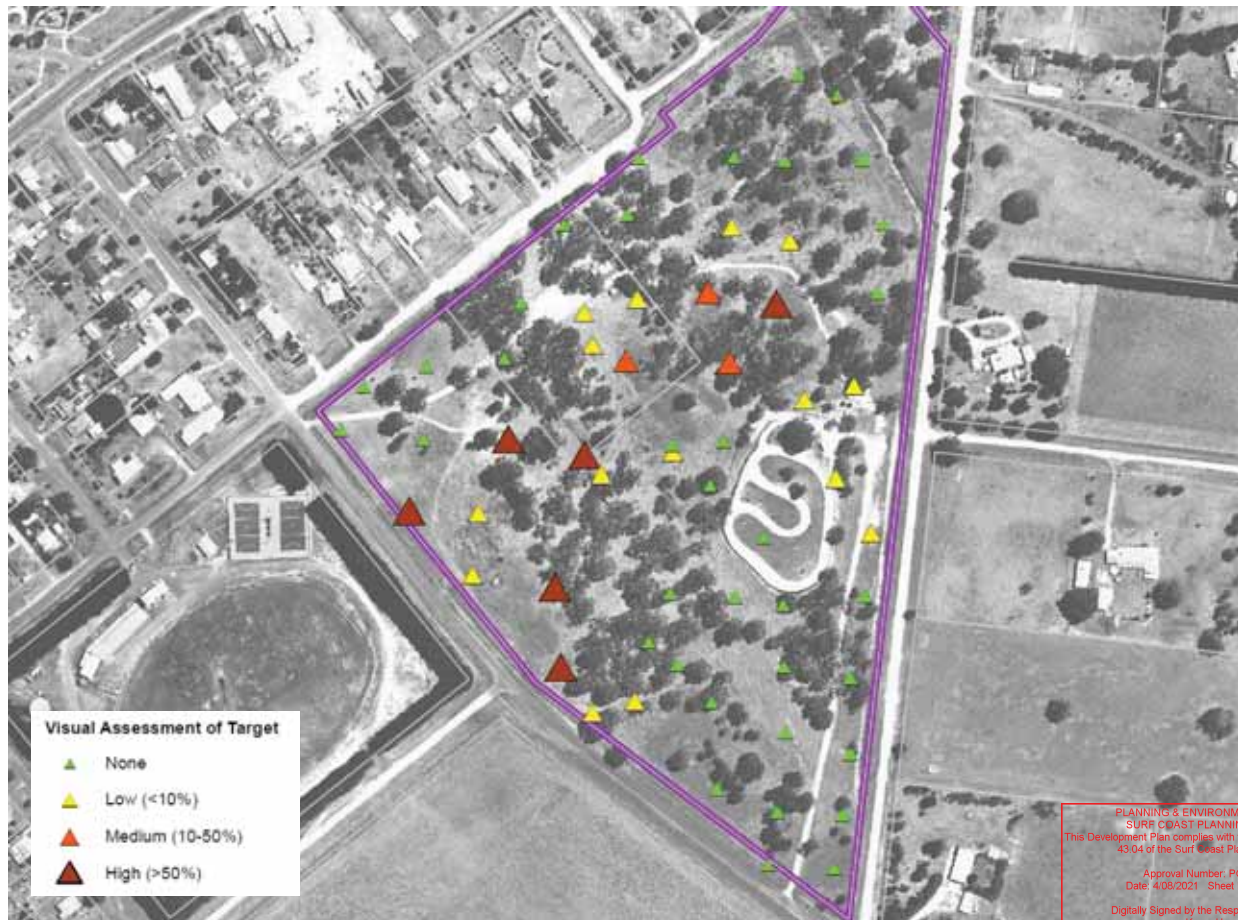 Visual Assessment of Target
None
Low (<10%)
Medium (10-50%)
High (>50%)
PLANNING & ENVIRONM
SURF COAST PLANNIN
This Development Plan complies with
43.04 of the Surf Coast Pla
Approval Number: PG
Date: 4/08/2021 Sheet
Digitally Signed by the Resp